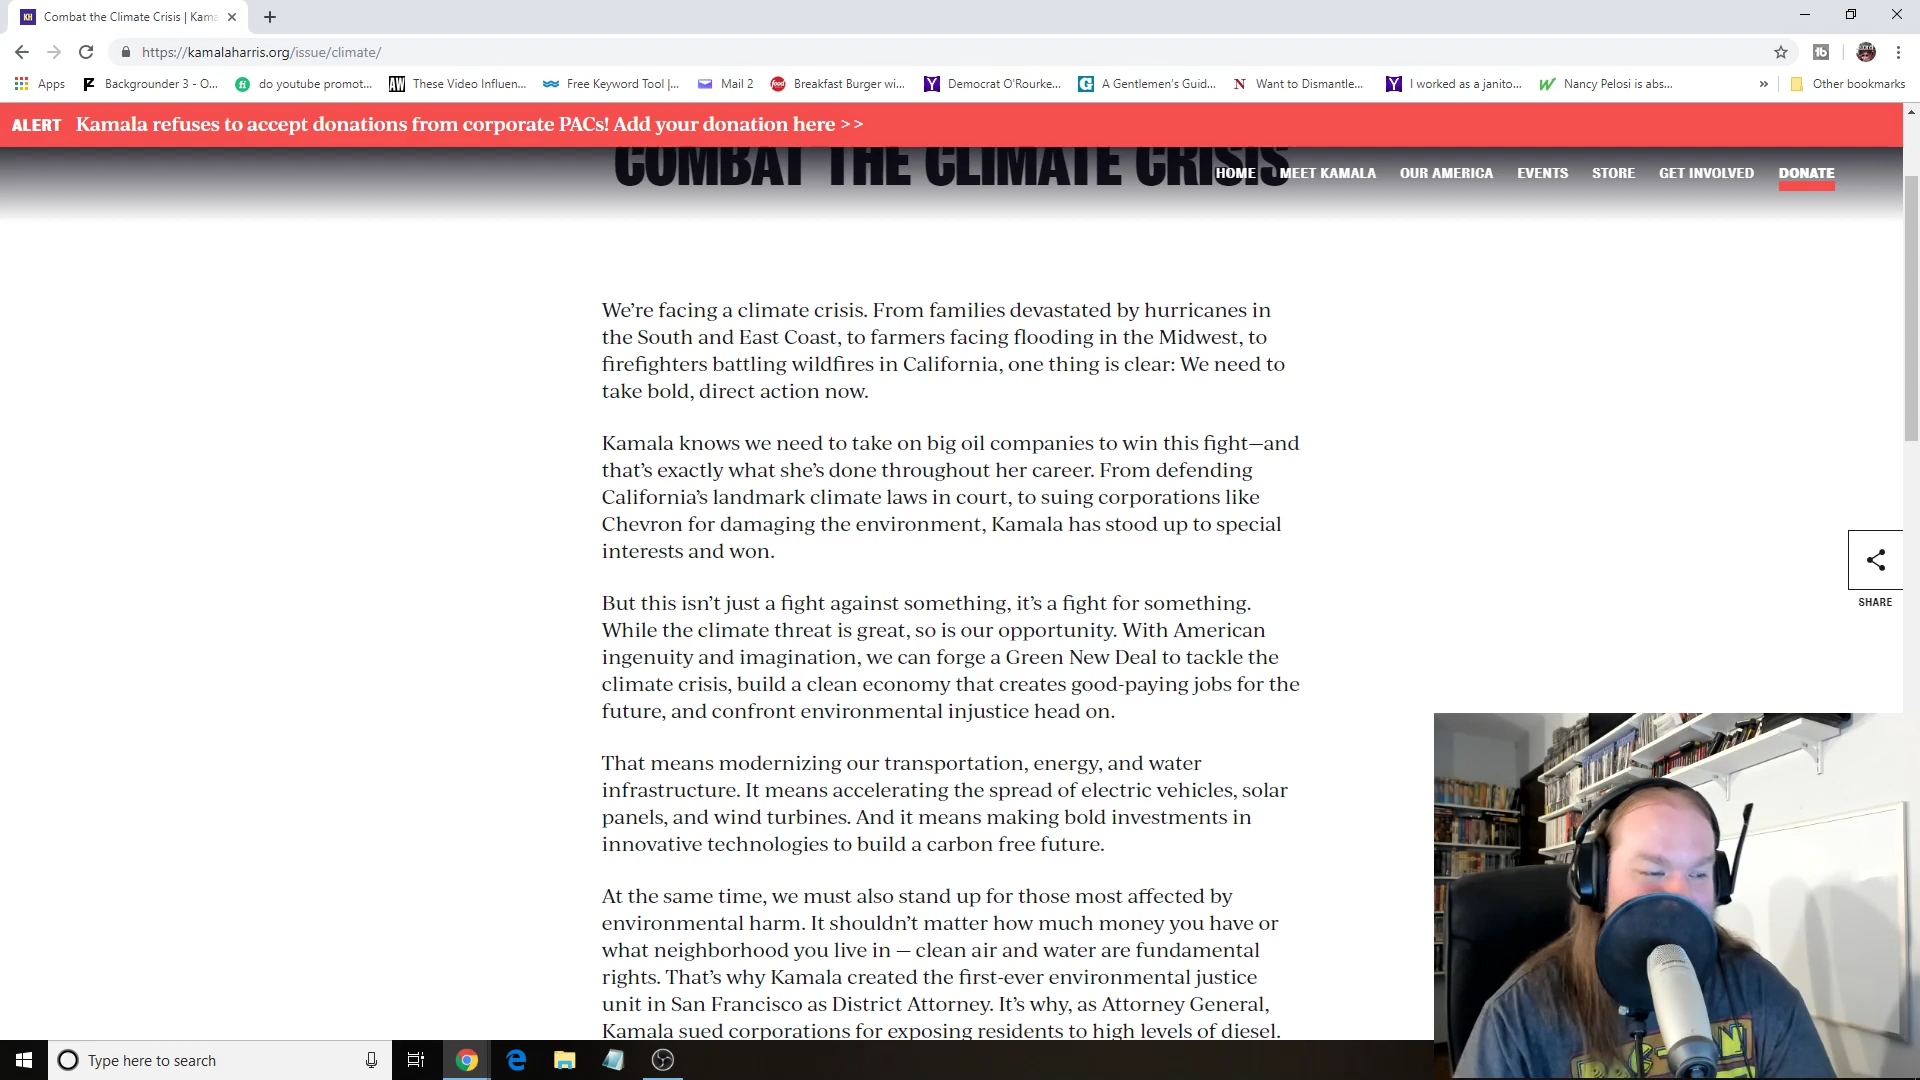 Combat the Climate Crisis | Kama
https://kamalaharris.org/issue/climate/
Apps
Backgrounder 3 - O...
do youtube promot...
These Video Influen...
Free Keyword Tool |...
Mail 2
Breakfast Burger wi...
Democrat O'Rourke...
A Gentlemen's Guid...
Want to Dismantle...
I worked as a janito...
Nancy Pelosi is abs...
»
Other bookmarks
ALERT Kamala refuses to accept donations from corporate PACs! Add your donation here >>
COMBAT THE CLIMATE CRISIS
HOME MEET KAMALA OUR AMERICA EVENTS STORE GET INVOLVED DONATE
We’re facing a climate crisis. From families devastated by hurricanes in
the South and East Coast, to farmers facing flooding in the Midwest, to
firefighters battling wildfires in California, one thing is clear: We need to
take bold, direct action now.
Kamala knows we need to take on big oil companies to win this fight—and
that’s exactly what she’s done throughout her career. From defending
California’s landmark climate laws in court, to suing corporations like
Chevron for damaging the environment, Kamala has stood up to special
interests and won.
But this isn’t just a fight against something, it’s a fight for something.
While the climate threat is great, so is our opportunity. With American
ingenuity and imagination, we can forge a Green New Deal to tackle the
climate crisis, build a clean economy that creates good-paying jobs for the
future, and confront environmental injustice head on.
That means modernizing our transportation, energy, and water
infrastructure. It means accelerating the spread of electric vehicles, solar
panels, and wind turbines. And it means making bold investments in
innovative technologies to build a carbon free future.
At the same time, we must also stand up for those most affected by
environmental harm. It shouldn’t matter how much money you have or
what neighborhood you live in — clean air and water are fundamental
rights. That’s why Kamala created the first-ever environmental justice
unit in San Francisco as District Attorney. It’s why, as Attorney General,
Kamala sued corporations for exposing residents to high levels of diesel.
SHARE
Type here to search